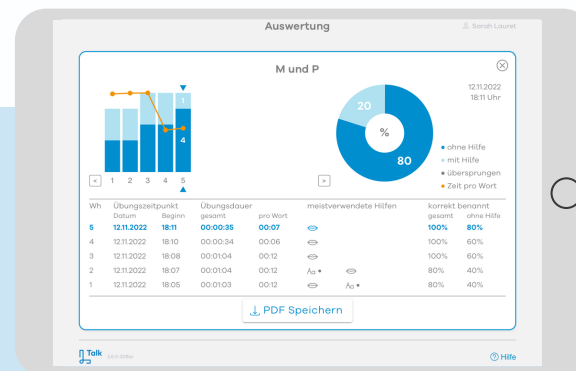 Auswertung
Sarah Lauret
M und P
12.11.2022
18:11 Uhr
1
4
< 1 2 3 4 5 >
20
%
80
• ohne Hilfe
• mit Hilfe
• übersprungen
• Zeit pro Wort
Wh Übungszeitpunkt Übungsdauer meistverwendete Hilfen korrekt benannt
Datum Beginn gesamt pro Wort gesamt ohne Hilfe
5 12.11.2022 18:11 00:00:35 00:07 100% 80%
4 12.11.2022 18:10 00:00:34 00:06 100% 60%
3 12.11.2022 18:08 00:01:04 00:12 100% 60%
2 12.11.2022 18:07 00:01:04 00:12 Aa • 80% 40%
1 12.11.2022 18:05 00:01:03 00:12 Aa • 80% 40%
PDF Speichern
Talk
? Hilfe